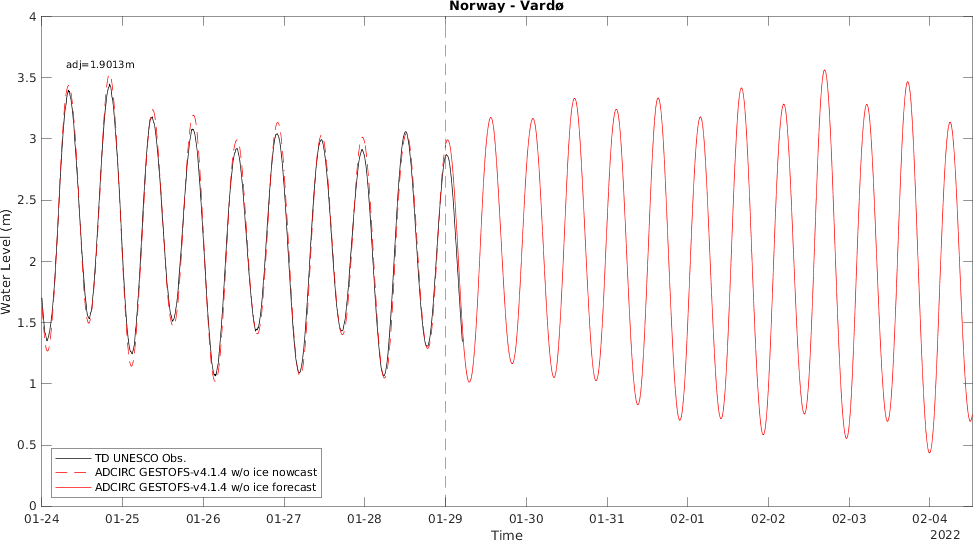 Norway - Vardø
4
adj=1.9013m
3.5
3
2.5
2
1.5
1
0.5
0
Water Level (m)
TD UNESCO Obs.
ADCIRC GESTOFS-v4.1.4 w/o ice nowcast
ADCIRC GESTOFS-v4.1.4 w/o ice forecast
01-24 01-25 01-26 01-27 01-28 01-29 01-30 01-31 02-01 02-02 02-03 02-04
Time 2022